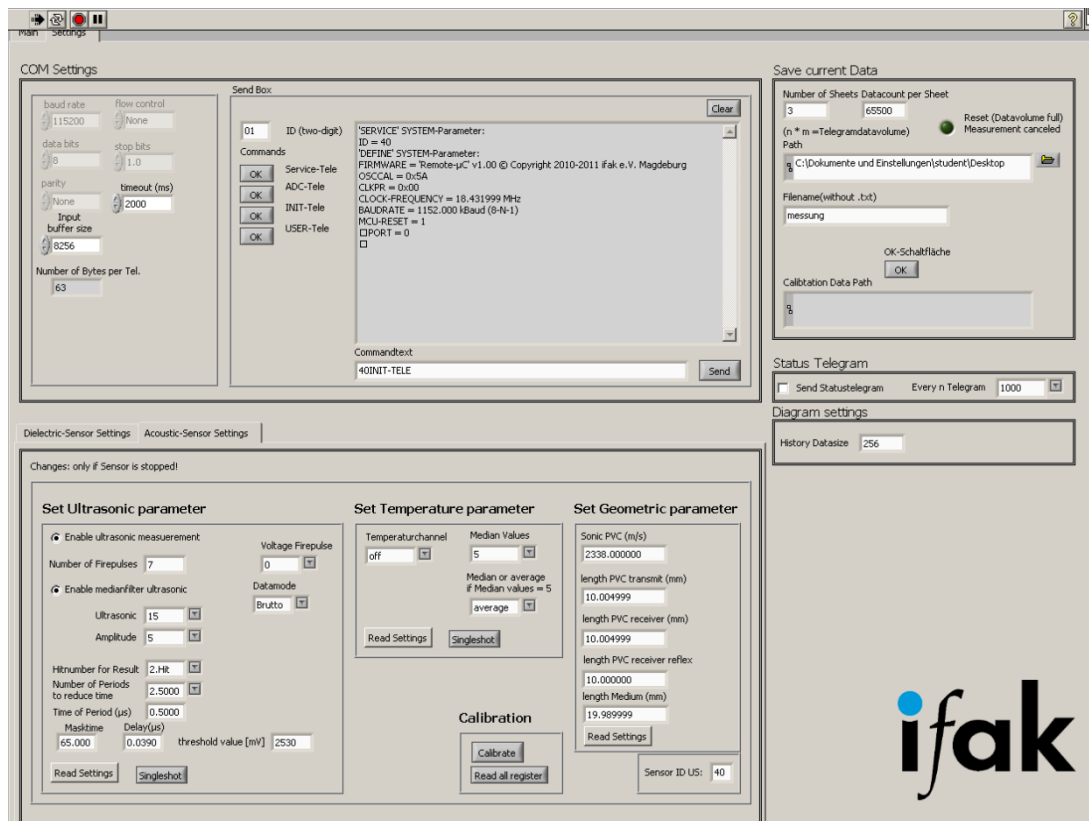 Main Settings
COM Settings
baud rate flow control
115200 None
data bits stop bits
8 1.0
parity timeout (ms)
None 2000
Input
buffer size
8256
Number of Bytes per Tel.
63
Send Box
Clear
01 ID (two-digit)
Commands
OK Service-Tele
OK ADC-Tele
OK INIT-Tele
OK USER-Tele
'SERVICE' SYSTEM-Parameter:
ID = 40
'DEFINE' SYSTEM-Parameter:
FIRMWARE = 'Remote-µC' v1.00 © Copyright 2010-2011 ifak e.V. Magdeburg
OSCCAL = 0x5A
CLKPR = 0x00
CLOCK-FREQUENCY = 18.431999 MHz
BAUDRATE = 1152.000 kBaud (8-N-1)
MCU-RESET = 1
□PORT = 0
□
Commandtext
40INIT-TELE Send
Save current Data
Number of Sheets Datacount per Sheet
3 65500
(n * m =Telegramdatavolume)
Reset (Datavolume full)
Measurement canceled
Path
C:\Dokumente und Einstellungen\student\Desktop
Filename(without .txt)
messung
OK-Schaltfläche
OK
Calibtation Data Path
Status Telegram
Send Statustelegram Every n Telegram 1000
Diagram settings
History Datasize 256
Dielectric-Sensor Settings Acoustic-Sensor Settings
Changes: only if Sensor is stopped!
Set Ultrasonic parameter
Enable ultrasonic measuerement
Voltage Firepulse
Number of Firepulses 7 0
Enable medianfilter ultrasonic
Datamode
Brutto
Ultrasonic 15
Amplitude 5
Hitnumber for Result 2.Hit
Number of Periods
to reduce time 2.5000
Time of Period (µs) 0.5000
Masktime Delay(µs)
65.000 0.0390 threshold value [mV] 2530
Read Settings Singleshot
Set Temperature parameter
Temperaturchannel Median Values
off 5
Median or average
if Median values = 5
average
Read Settings Singleshot
Calibration
Calibrate
Read all register
Set Geometric parameter
Sonic PVC (m/s)
2338.000000
length PVC transmit (mm)
10.004999
length PVC receiver (mm)
10.004999
length PVC receiver reflex
10.000000
length Medium (mm)
19.989999
Read Settings
Sensor ID US: 40
ifak